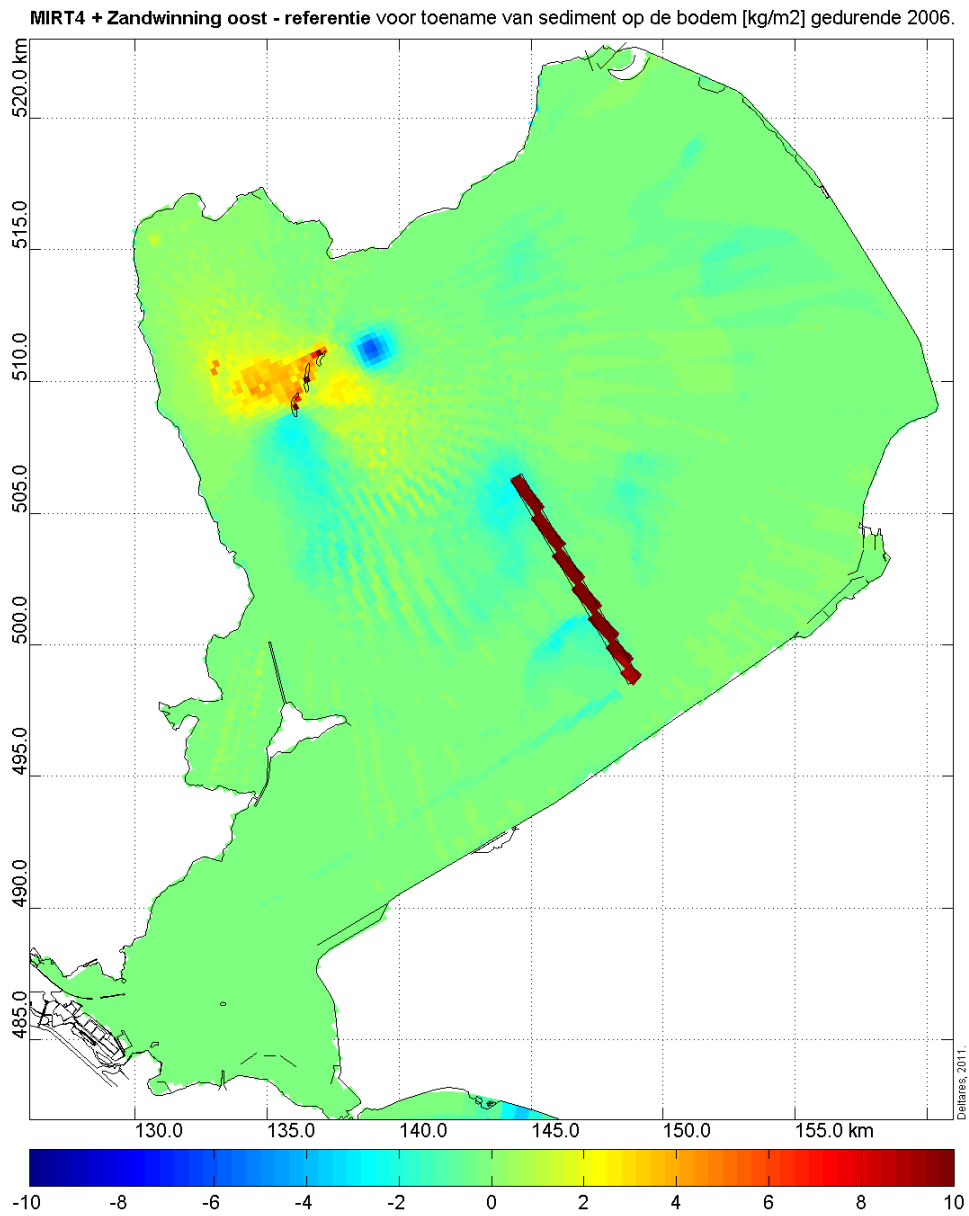 MIRT4 + Zandwinning oost - referentie voor toename van sediment op de bodem [kg/m2] gedurende 2006.
520.0 km
515.0
510.0
505.0
500.0
495.0
490.0
485.0
Deltares, 2011.
130.0 135.0 140.0 145.0 150.0 155.0 km
-10 -8 -6 -4 -2 0 2 4 6 8 10